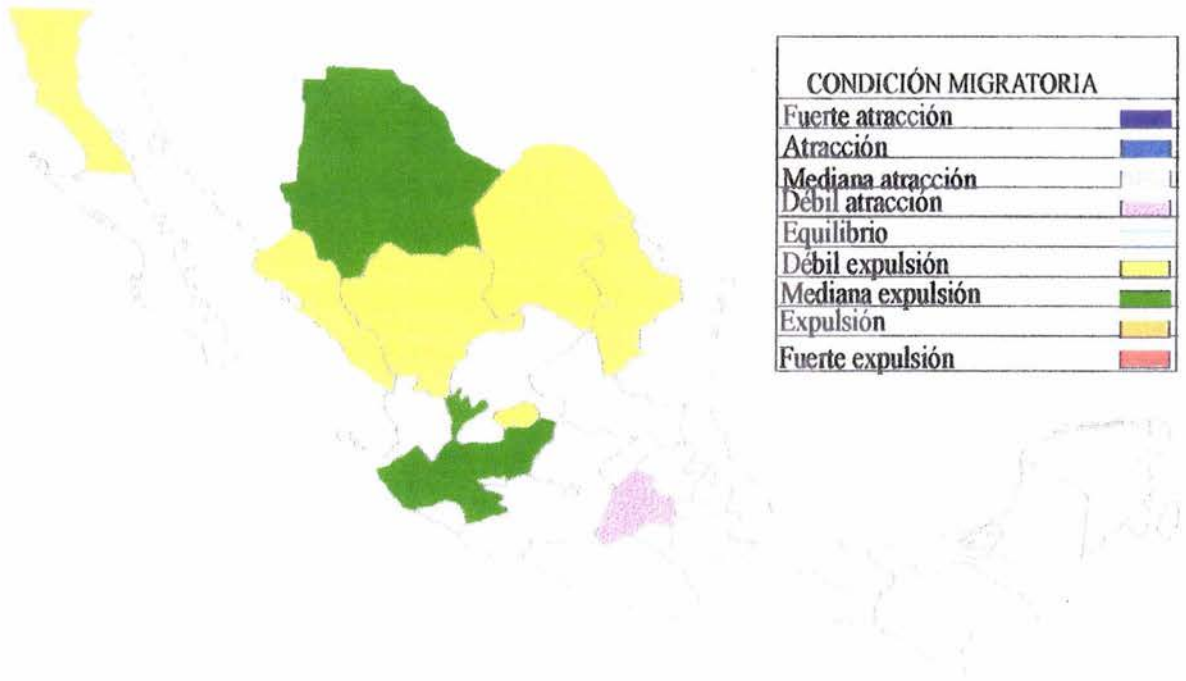 CONDICIÓN MIGRATORIA
Fuerte atracción
Atracción
Mediana atracción
Débil atracción
Equilibrio
Débil expulsión
Mediana expulsión
Expulsión
Fuerte expulsión